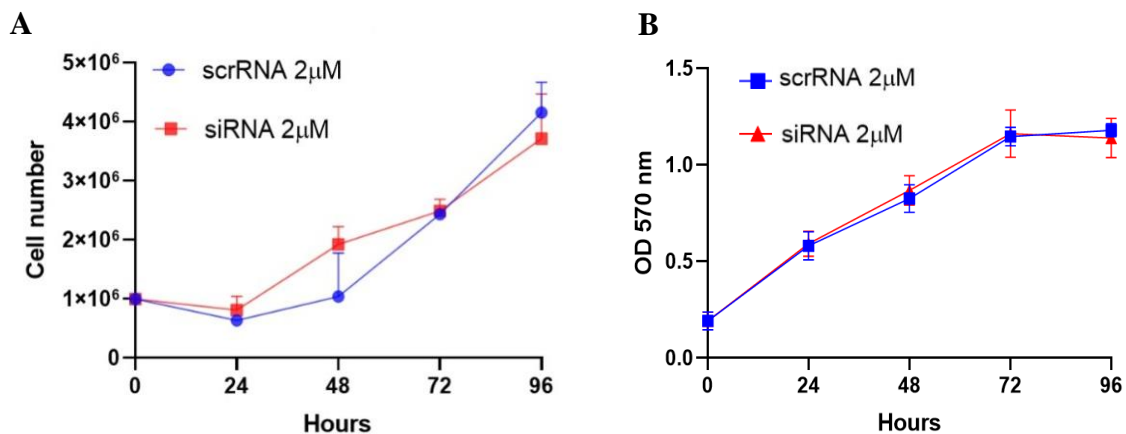 A
5×10⁶
4×10⁶
3×10⁶
2×10⁶
1×10⁶
0
Cell number
scrRNA 2μM
siRNA 2μM
0 24 48 72 96
Hours
B
1.5
1.0
0.5
0.0
OD 570 nm
scrRNA 2μM
siRNA 2μM
0 24 48 72 96
Hours